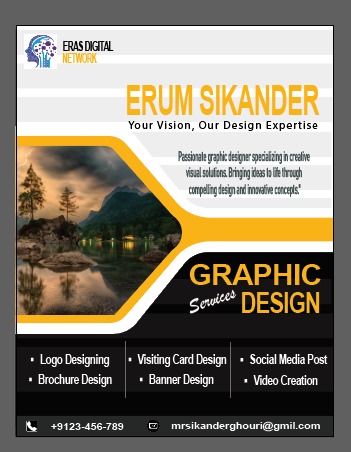 ERAS DIGITAL
NETWORK
ERUM SIKANDER
Your Vision, Our Design Expertise
Passionate graphic designer specializing in creative
visual solutions. Bringing ideas to life through
compelling design and innovative concepts."
GRAPHIC
Services DESIGN
• Logo Designing
• Brochure Design
• Visiting Card Design
• Banner Design
• Social Media Post
• Video Creation
+9123-456-789
mrsikanderghouri@gmil.com